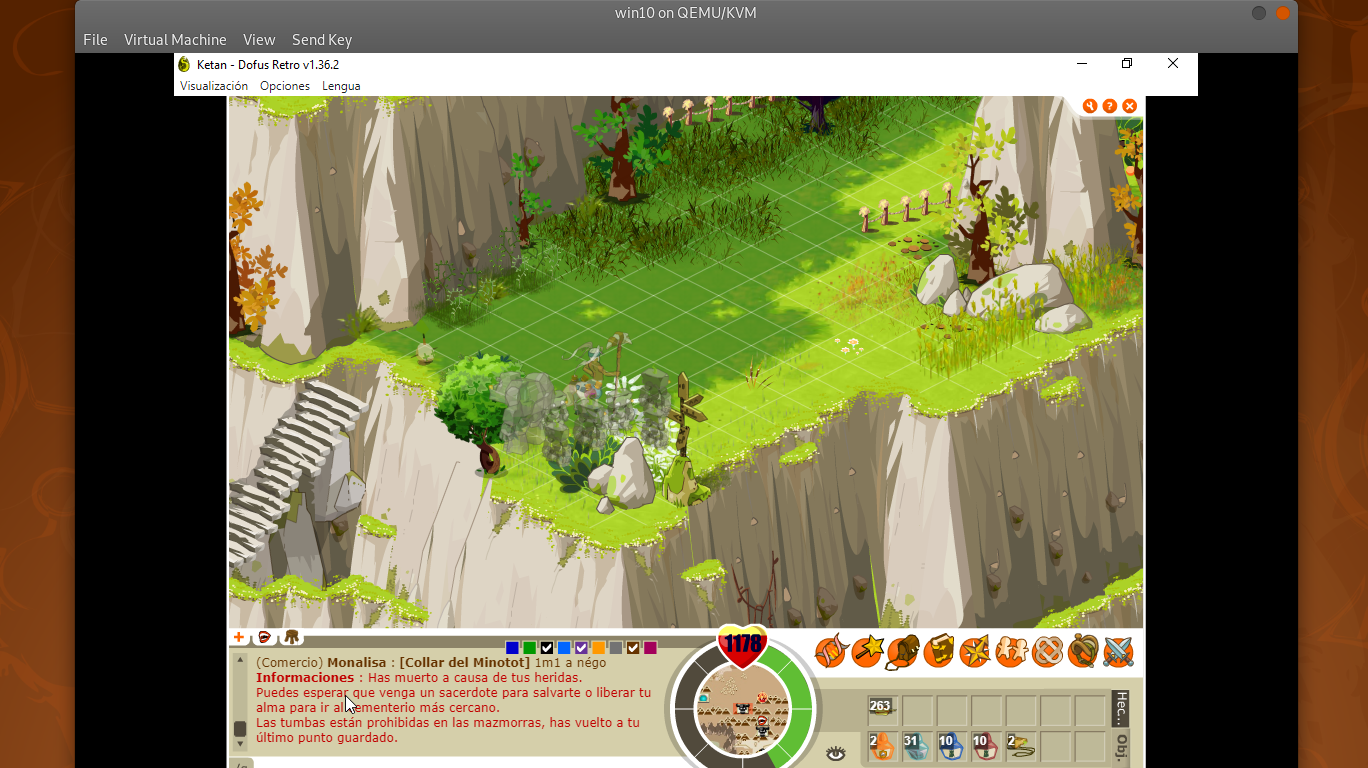 win10 on QEMU/KVM
File Virtual Machine View Send Key
Ketan - Dofus Retro v1.36.2
Visualización Opciones Lengua
1178
(Comercio) Monalisa : [Collar del Minotot] 1m1 a négo
Informaciones : Has muerto a causa de tus heridas.
Puedes esperar que venga un sacerdote para salvarte o liberar tu
alma para ir al cementerio más cercano.
Las tumbas están prohibidas en las mazmorras, has vuelto a tu
último punto guardado.
263
Hec...
2 31 10 10 2
Obj.